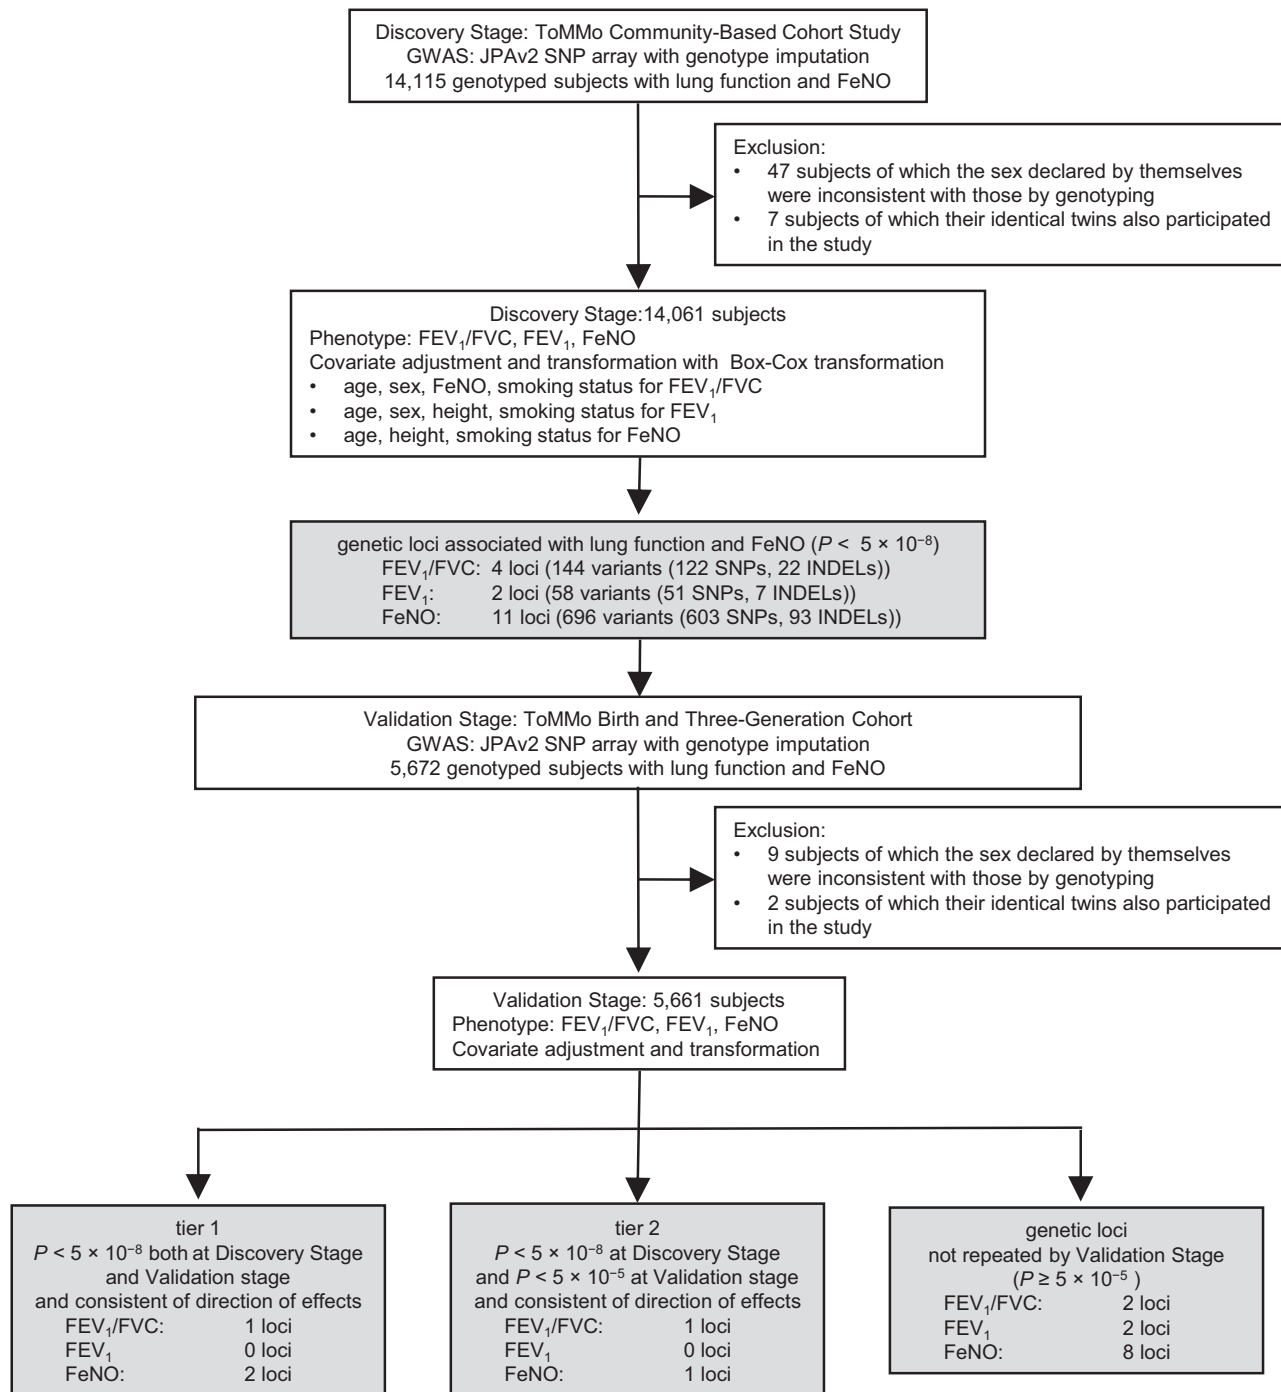 Discovery Stage: ToMMo Community-Based Cohort Study
GWAS: JPAv2 SNP array with genotype imputation
14,115 genotyped subjects with lung function and FeNO
Exclusion:
• 47 subjects of which the sex declared by themselves
were inconsistent with those by genotyping
• 7 subjects of which their identical twins also participated
in the study
Discovery Stage:14,061 subjects
Phenotype: FEV₁/FVC, FEV₁, FeNO
Covariate adjustment and transformation with Box-Cox transformation
• age, sex, FeNO, smoking status for FEV₁/FVC
• age, sex, height, smoking status for FEV₁
• age, height, smoking status for FeNO
genetic loci associated with lung function and FeNO (P < 5 × 10⁻⁸)
FEV₁/FVC: 4 loci (144 variants (122 SNPs, 22 INDELs))
FEV₁: 2 loci (58 variants (51 SNPs, 7 INDELs))
FeNO: 11 loci (696 variants (603 SNPs, 93 INDELs))
Validation Stage: ToMMo Birth and Three-Generation Cohort
GWAS: JPAv2 SNP array with genotype imputation
5,672 genotyped subjects with lung function and FeNO
Exclusion:
• 9 subjects of which the sex declared by themselves
were inconsistent with those by genotyping
• 2 subjects of which their identical twins also participated
in the study
Validation Stage: 5,661 subjects
Phenotype: FEV₁/FVC, FEV₁, FeNO
Covariate adjustment and transformation
tier 1
P < 5 × 10⁻⁸ both at Discovery Stage
and Validation stage
and consistent of direction of effects
FEV₁/FVC: 1 loci
FEV₁ 0 loci
FeNO: 2 loci
tier 2
P < 5 × 10⁻⁸ at Discovery Stage
and P < 5 × 10⁻⁵ at Validation stage
and consistent of direction of effects
FEV₁/FVC: 1 loci
FEV₁ 0 loci
FeNO: 1 loci
genetic loci
not repeated by Validation Stage
(P ≥ 5 × 10⁻⁵ )
FEV₁/FVC: 2 loci
FEV₁ 2 loci
FeNO: 8 loci